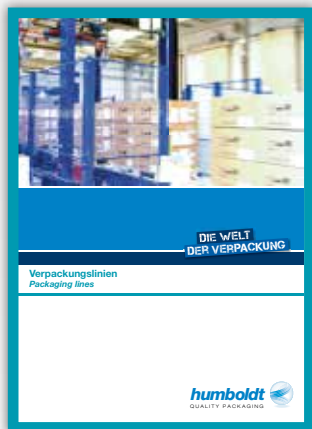 DIE WELT
DER VERPACKUNG
Verpackungslinien
Packaging lines
humboldt
QUALITY PACKAGING